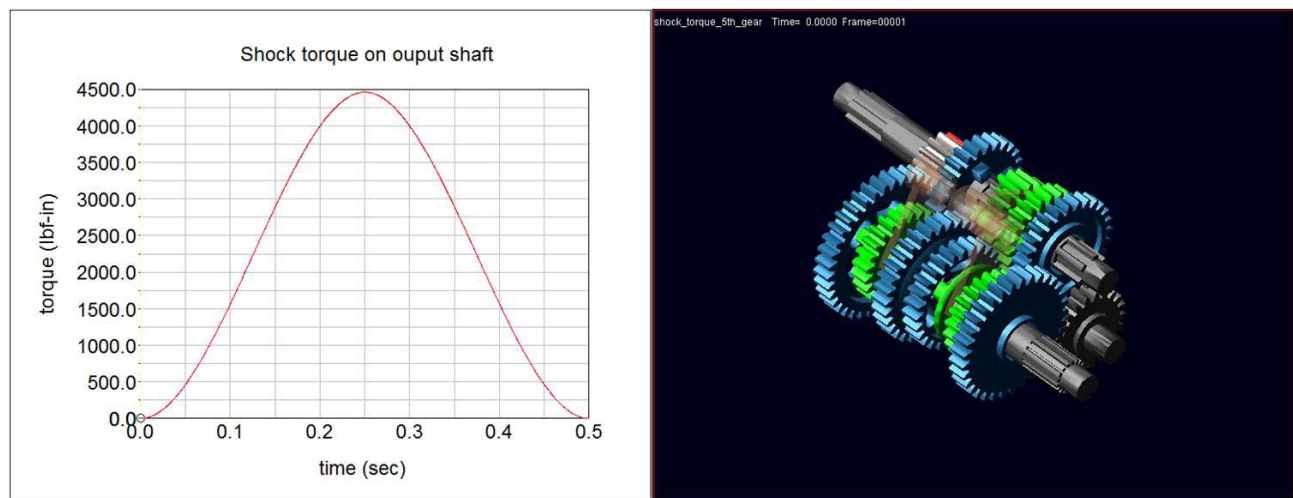 Shock torque on ouput shaft
4500.0
4000.0
3500.0
3000.0
2500.0
2000.0
1500.0
1000.0
500.0
0.0
torque (lbf-in)
0.0 0.1 0.2 0.3 0.4 0.5
time (sec)
shock_torque_5th_gear Time= 0.0000 Frame=00001